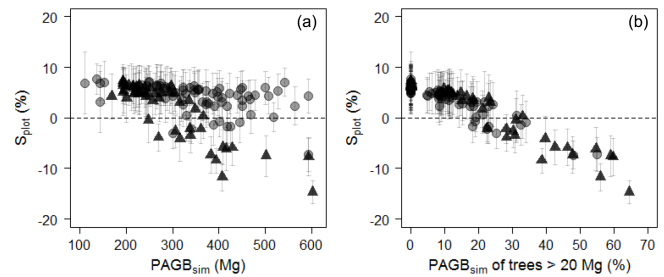 (a)
20
10
0
-10
-20
S_plot (%)
100 200 300 400 500 600
PAGB_sim (Mg)
(b)
20
10
0
-10
-20
S_plot (%)
0 10 20 30 40 50 60 70
PAGB_sim of trees > 20 Mg (%)